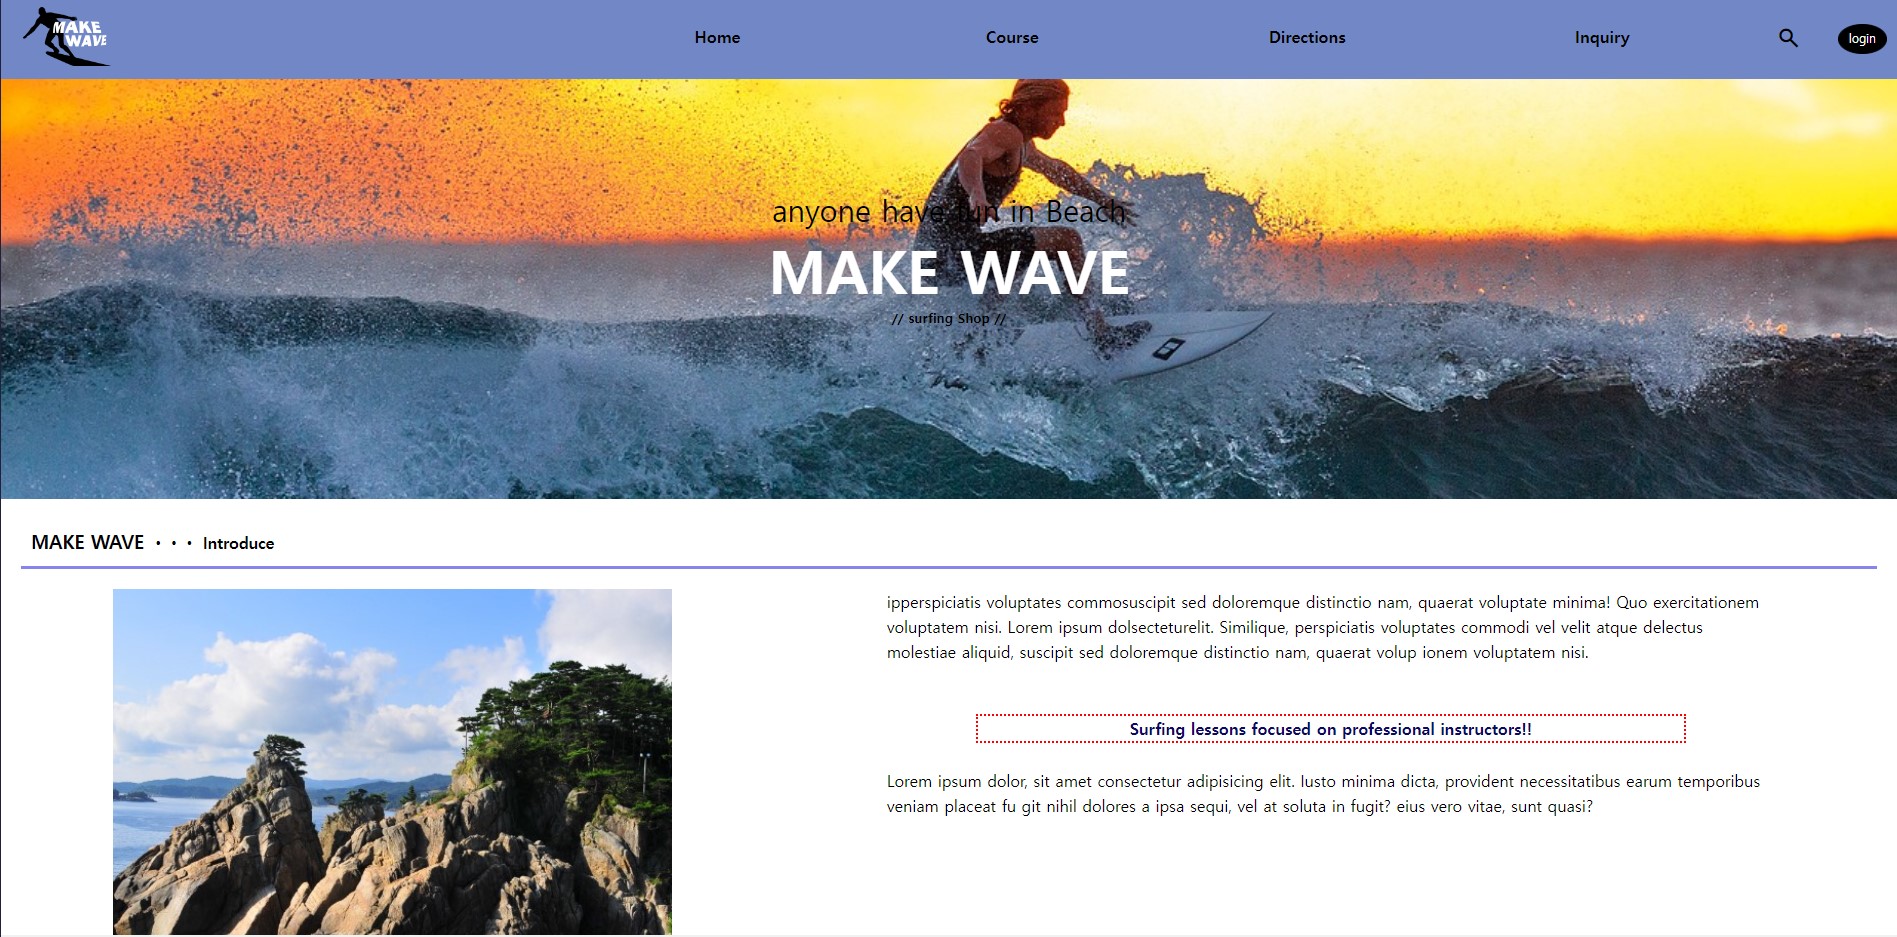 MAKE
WAVE
Home
Course
Directions
Inquiry
login
anyone have fun in Beach
MAKE WAVE
// surfing Shop //
MAKE WAVE • • • Introduce
ipperspiciatis voluptates commosuscipit sed doloremque distinctio nam, quaerat voluptate minima! Quo exercitationem
voluptatem nisi. Lorem ipsum dolsecteturelit. Similique, perspiciatis voluptates commodi vel velit atque delectus
molestiae aliquid, suscipit sed doloremque distinctio nam, quaerat volup ionem voluptatem nisi.
Surfing lessons focused on professional instructors!!
Lorem ipsum dolor, sit amet consectetur adipisicing elit. Iusto minima dicta, provident necessitatibus earum temporibus
veniam placeat fu git nihil dolores a ipsa sequi, vel at soluta in fugit? eius vero vitae, sunt quasi?